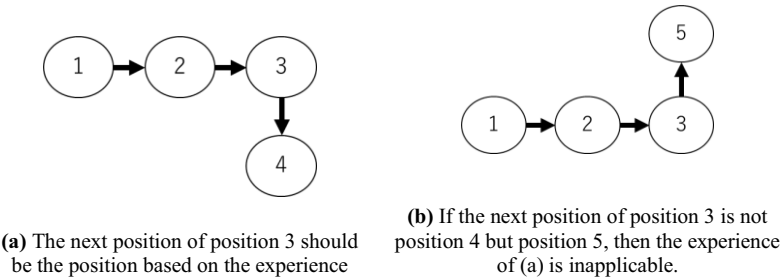 1
2
3
4
(a) The next position of position 3 should
be the position based on the experience
5
1
2
3
(b) If the next position of position 3 is not
position 4 but position 5, then the experience
of (a) is inapplicable.